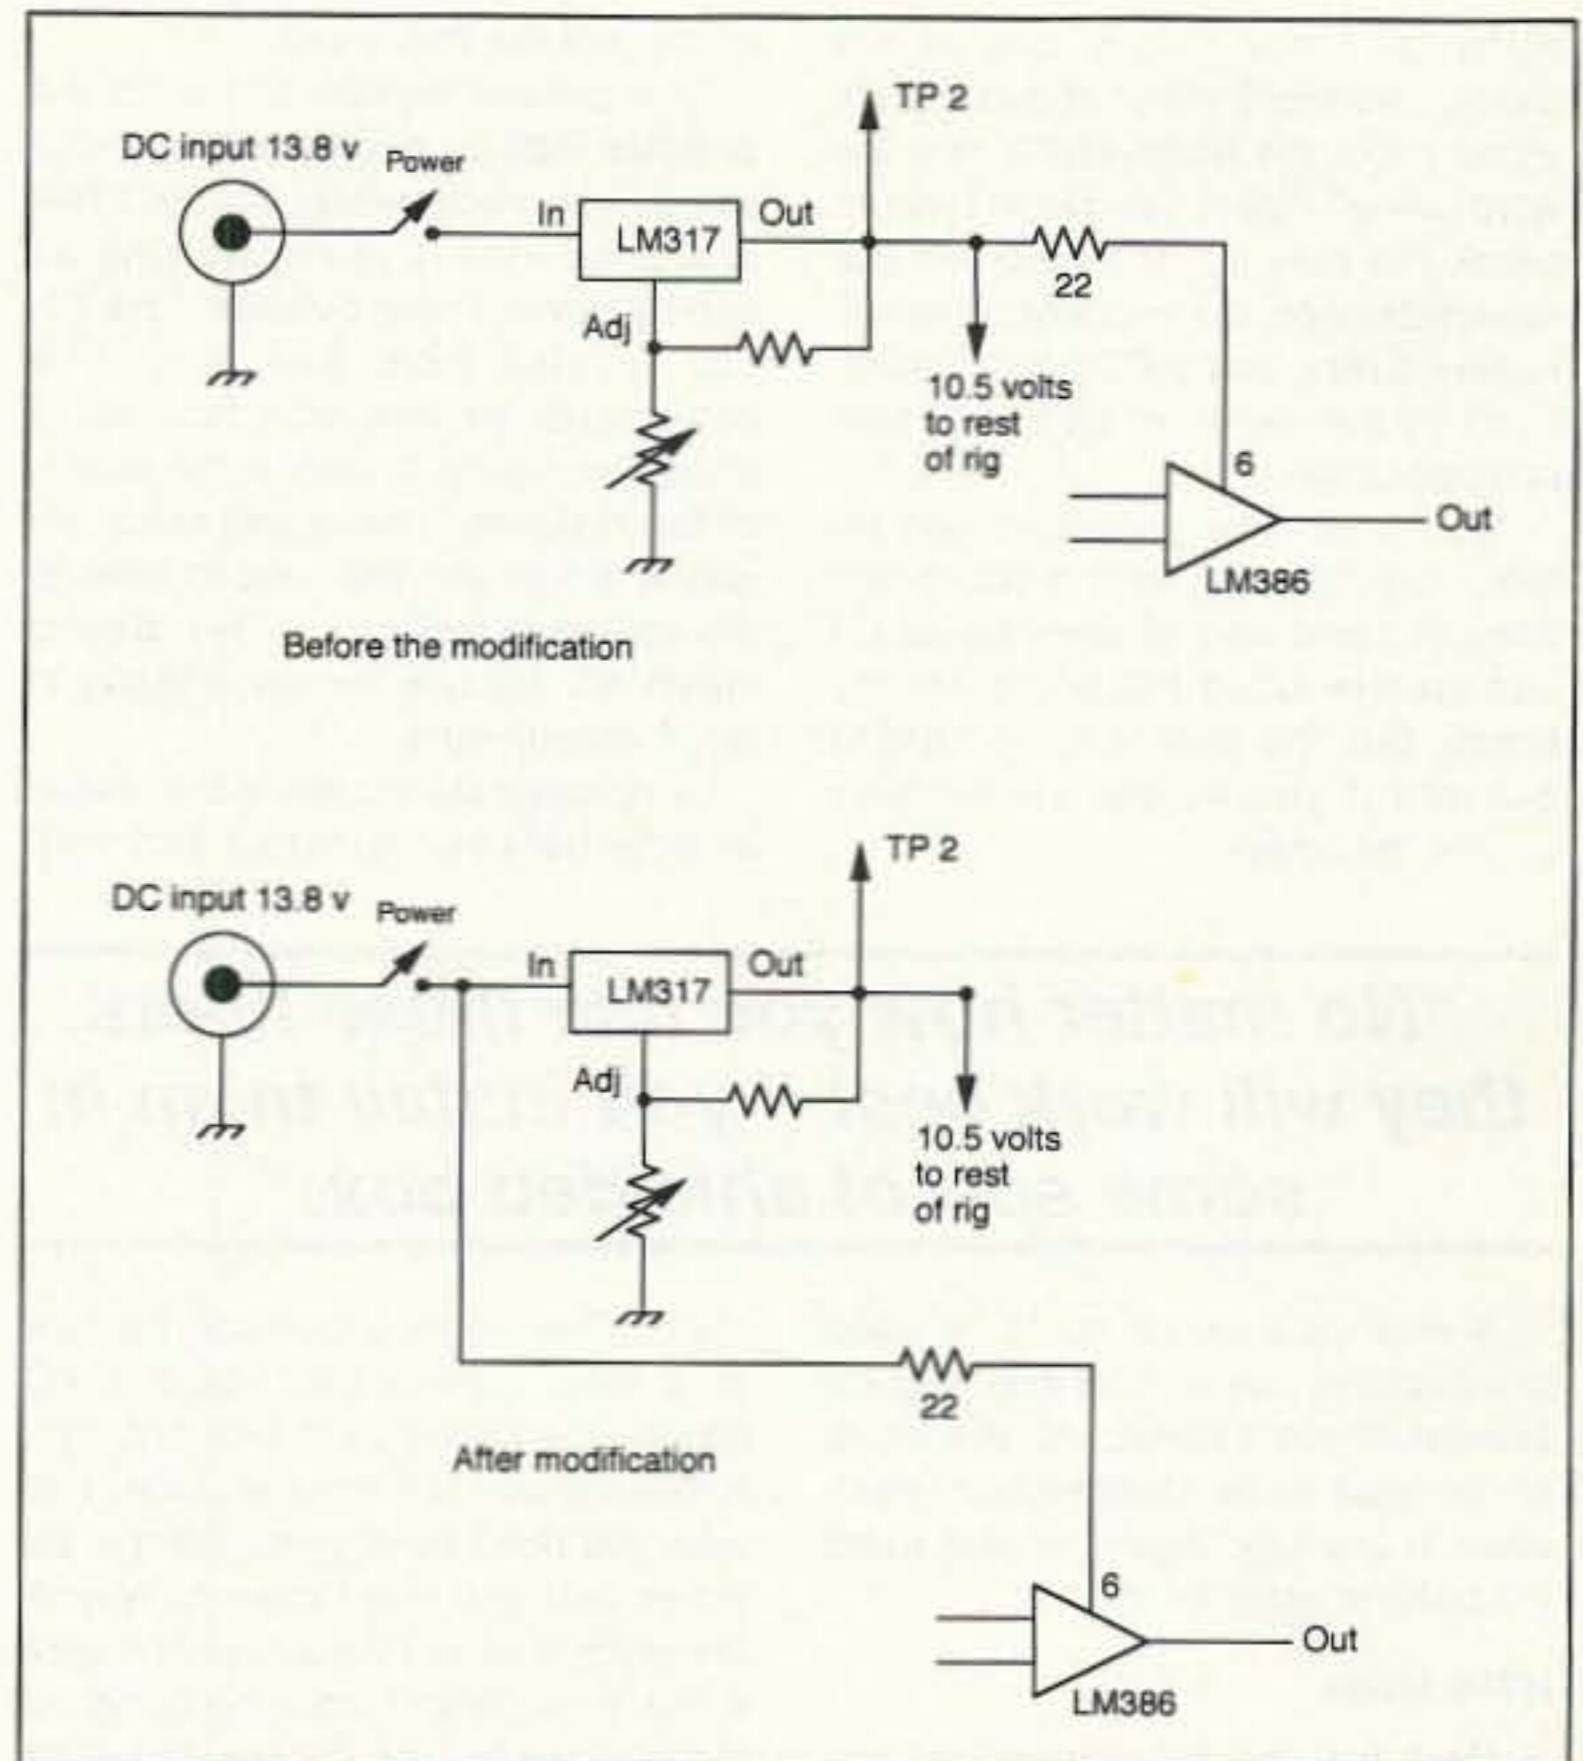 TP 2
DC input 13.8 v
Power
In
LM317
Out
Adj
22
10.5 volts
to rest
of rig
6
Out
LM386
Before the modification
TP 2
DC input 13.8 v
Power
In
LM317
Out
Adj
10.5 volts
to rest
of rig
22
After modification
6
Out
LM386